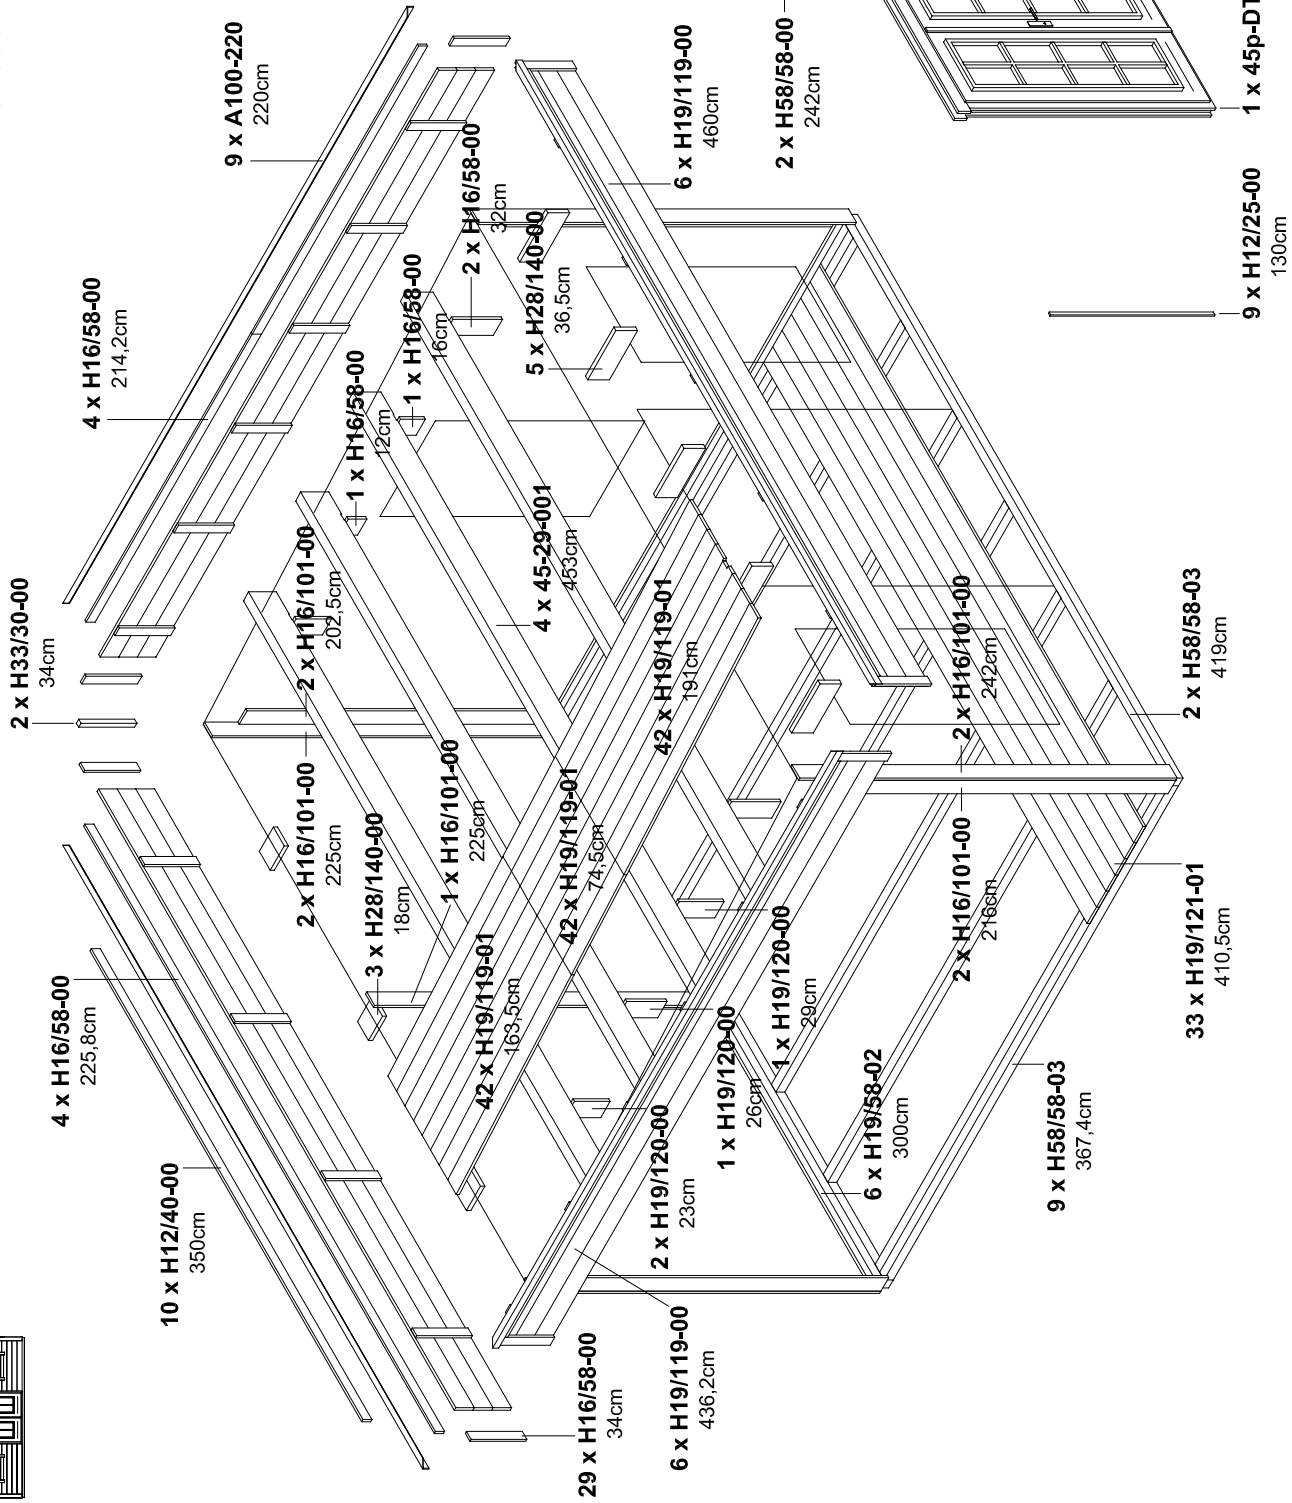 9 x A100-220
220cm
4 x H16/58-00
214,2cm
2 x H33/30-00
34cm
4 x H16/58-00
225,8cm
10 x H12/40-00
350cm
29 x H16/58-00
34cm
6 x H19/119-00
436,2cm
6 x H19/119-00
460cm
2 x H58/58-00
242cm
1 x 45p-DT
9 x H12/25-00
130cm
2 x H16/58-00
32cm
5 x H28/140-00
36,5cm
1 x H16/58-00
16cm
1 x H16/58-00
12cm
4 x 45-29-001
453cm
2 x H16/101-00
202,5cm
2 x H16/101-00
225cm
3 x H28/140-00
18cm
1 x H16/101-00
225cm
42 x H19/119-01
191cm
42 x H19/119-01
74,5cm
42 x H19/119-01
163,5cm
2 x H16/101-00
242cm
2 x H16/101-00
216cm
2 x H58/58-03
419cm
33 x H19/121-01
410,5cm
1 x H19/120-00
29cm
1 x H19/120-00
26cm
2 x H19/120-00
23cm
6 x H19/58-02
300cm
9 x H58/58-03
367,4cm